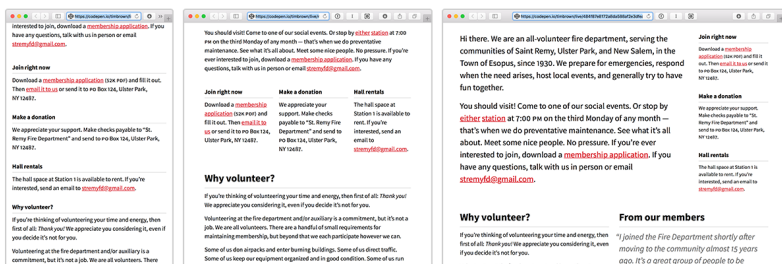 https://codepen.io/timbrown/liv
have any questions, talk with us in person or email
stremyfd@gmail.com.
Join right now
Download a membership application (52K PDF) and fill it
out. Then email it to us or send it to PO BOX 124, Ulster Park,
NY 12487.
Make a donation
We appreciate your support. Make checks payable to "St.
Remy Fire Department" and send to PO BOX 124, Ulster Park,
NY 12487.
Hall rentals
The hall space at Station 1 is available to rent. If you're
interested, send an email to stremyfd@gmail.com.
Why volunteer?
If you're thinking of volunteering your time and energy, then
first of all: Thank you! We appreciate you considering it, even if
you decide it's not for you.
Volunteering at the fire department and/or auxiliary is a
commitment, but it's not a job. We are all volunteers. There
https://codepen.io/timbrown/live/
You should visit! Come to one of our social events. Or stop by either station at 7:00
PM on the third Monday of any month — that's when we do preventative
maintenance. See what it's all about. Meet some nice people. No pressure. If you're
ever interested to join, download a membership application. If you have any
questions, talk with us in person or email stremyfd@gmail.com.
Join right now
Download a membership
application (52K PDF) and
fill it out. Then email it to
us or send it to PO BOX 124,
Ulster Park, NY 12487.
Make a donation
We appreciate your
support. Make checks
payable to "St. Remy Fire
Department" and send to
PO BOX 124, Ulster Park,
NY 12487.
Hall rentals
The hall space at
Station 1 is available to
rent. If you're
interested, send an
email to
stremyfd@gmail.com.
Why volunteer?
If you're thinking of volunteering your time and energy, then first of all: Thank you!
We appreciate you considering it, even if you decide it's not for you.
Volunteering at the fire department and/or auxiliary is a commitment, but it's not a
job. We are all volunteers. There are a handful of small requirements for
maintaining membership, but beyond that we each participate however we can.
Some of us don airpacks and enter burning buildings. Some of us direct traffic.
Some of us keep our equipment organized and in good condition. Some of us run
Hi there. We are an all-volunteer fire department, serving the
communities of Saint Remy, Ulster Park, and New Salem, in the
Town of Esopus, since 1930. We prepare for emergencies, respond
when the need arises, host local events, and generally try to have
fun together.
You should visit! Come to one of our social events. Or stop by
either station at 7:00 PM on the third Monday of any month —
that's when we do preventative maintenance. See what it's all
about. Meet some nice people. No pressure. If you're ever
interested to join, download a membership application. If you
have any questions, talk with us in person or email
stremyfd@gmail.com.
Join right now
Download a membership
application (52K PDF) and fill it
out. Then email it to us or send it
to PO BOX 124, Ulster Park, NY
12487.
Make a donation
We appreciate your support.
Make checks payable to "St.
Remy Fire Department" and
send to PO BOX 124, Ulster Park,
NY 12487.
Hall rentals
The hall space at Station 1 is
available to rent. If you're
interested, send an email to
stremyfd@gmail.com.
Why volunteer?
If you're thinking of volunteering your time and energy, then
first of all: Thank you! We appreciate you considering it, even
if you decide it's not for you.
From our members
"I joined the Fire Department shortly after
moving to the community almost 15 years
ago. It's a great group of people to be